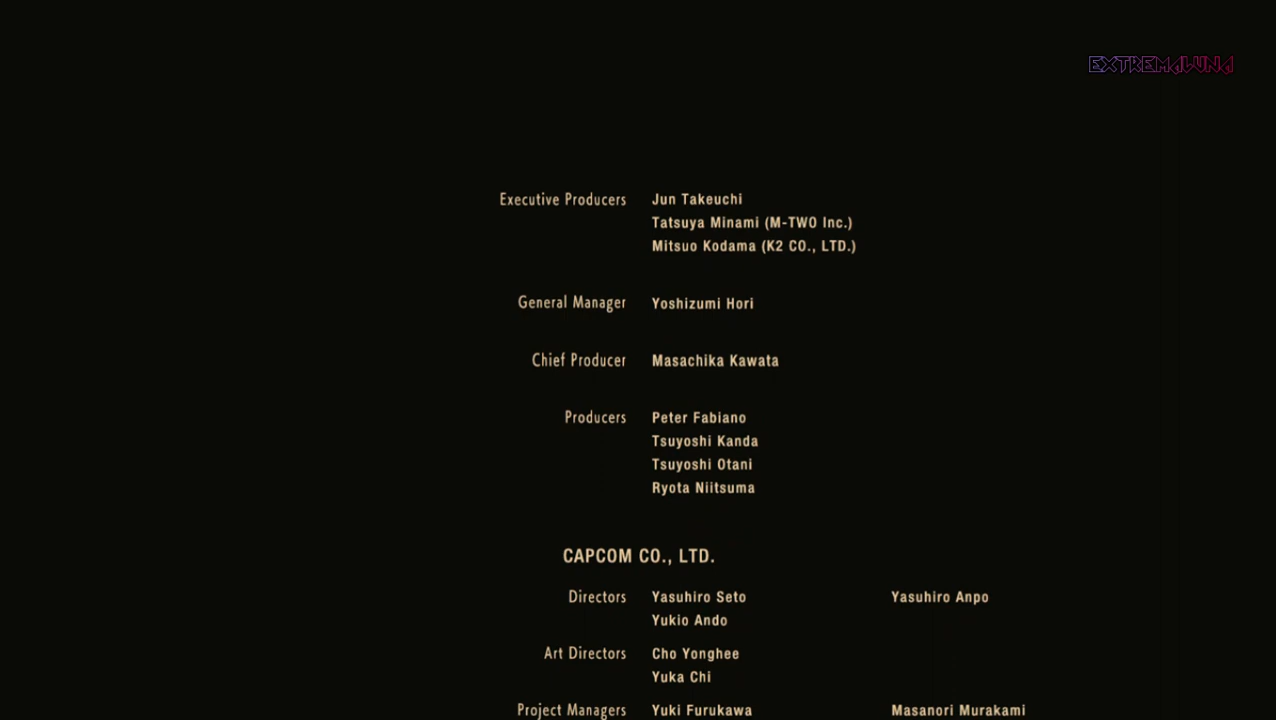 EXTREMAWNA
Executive Producers Jun Takeuchi
Tatsuya Minami (M-TWO Inc.)
Mitsuo Kodama (K2 CO., LTD.)
General Manager Yoshizumi Hori
Chief Producer Masachika Kawata
Producers Peter Fabiano
Tsuyoshi Kanda
Tsuyoshi Otani
Ryota Niitsuma
CAPCOM CO., LTD.
Directors Yasuhiro Seto Yasuhiro Anpo
Yukio Ando
Art Directors Cho Yonghee
Yuka Chi
Project Managers Yuki Furukawa Masanori Murakami